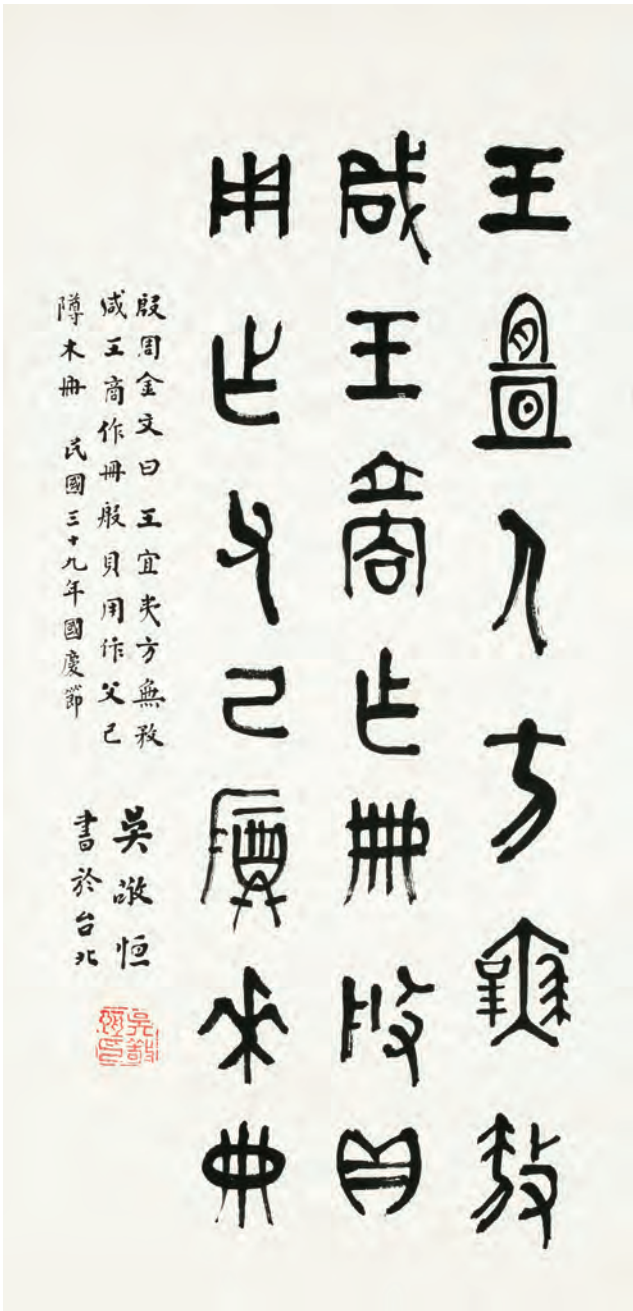 王宜人方無敄
咸王商乍冊般貝
用乍父己尊來冊
殷周金文曰王宜夷方無敄
咸王商作冊般貝用作父己
木冊 民國三十九年國慶節
吳敬恒
書於台北